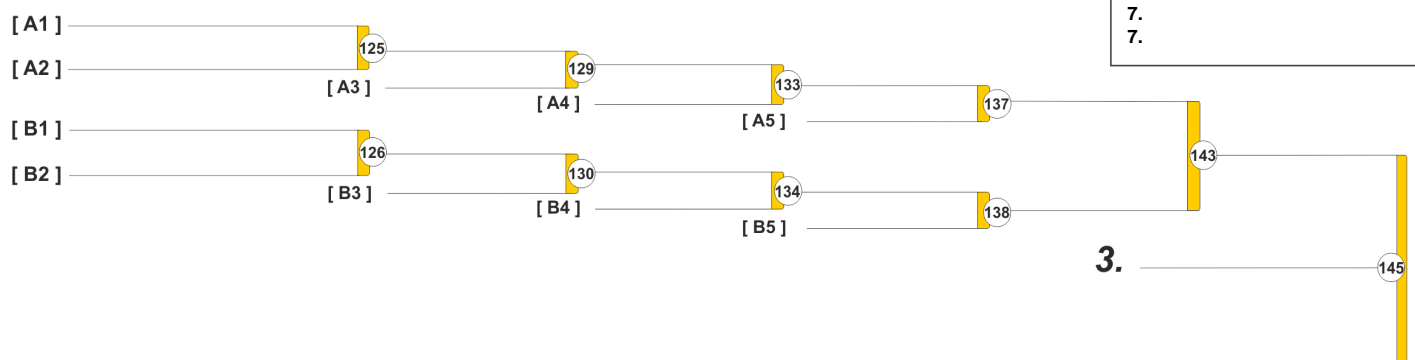 7.
7.
[ A1 ]
125
[ A2 ]
129
[ A3 ]
133
[ A4 ]
137
[ A5 ]
[ B1 ]
126
143
[ B2 ]
130
[ B3 ]
134
[ B4 ]
138
[ B5 ]
3.
145